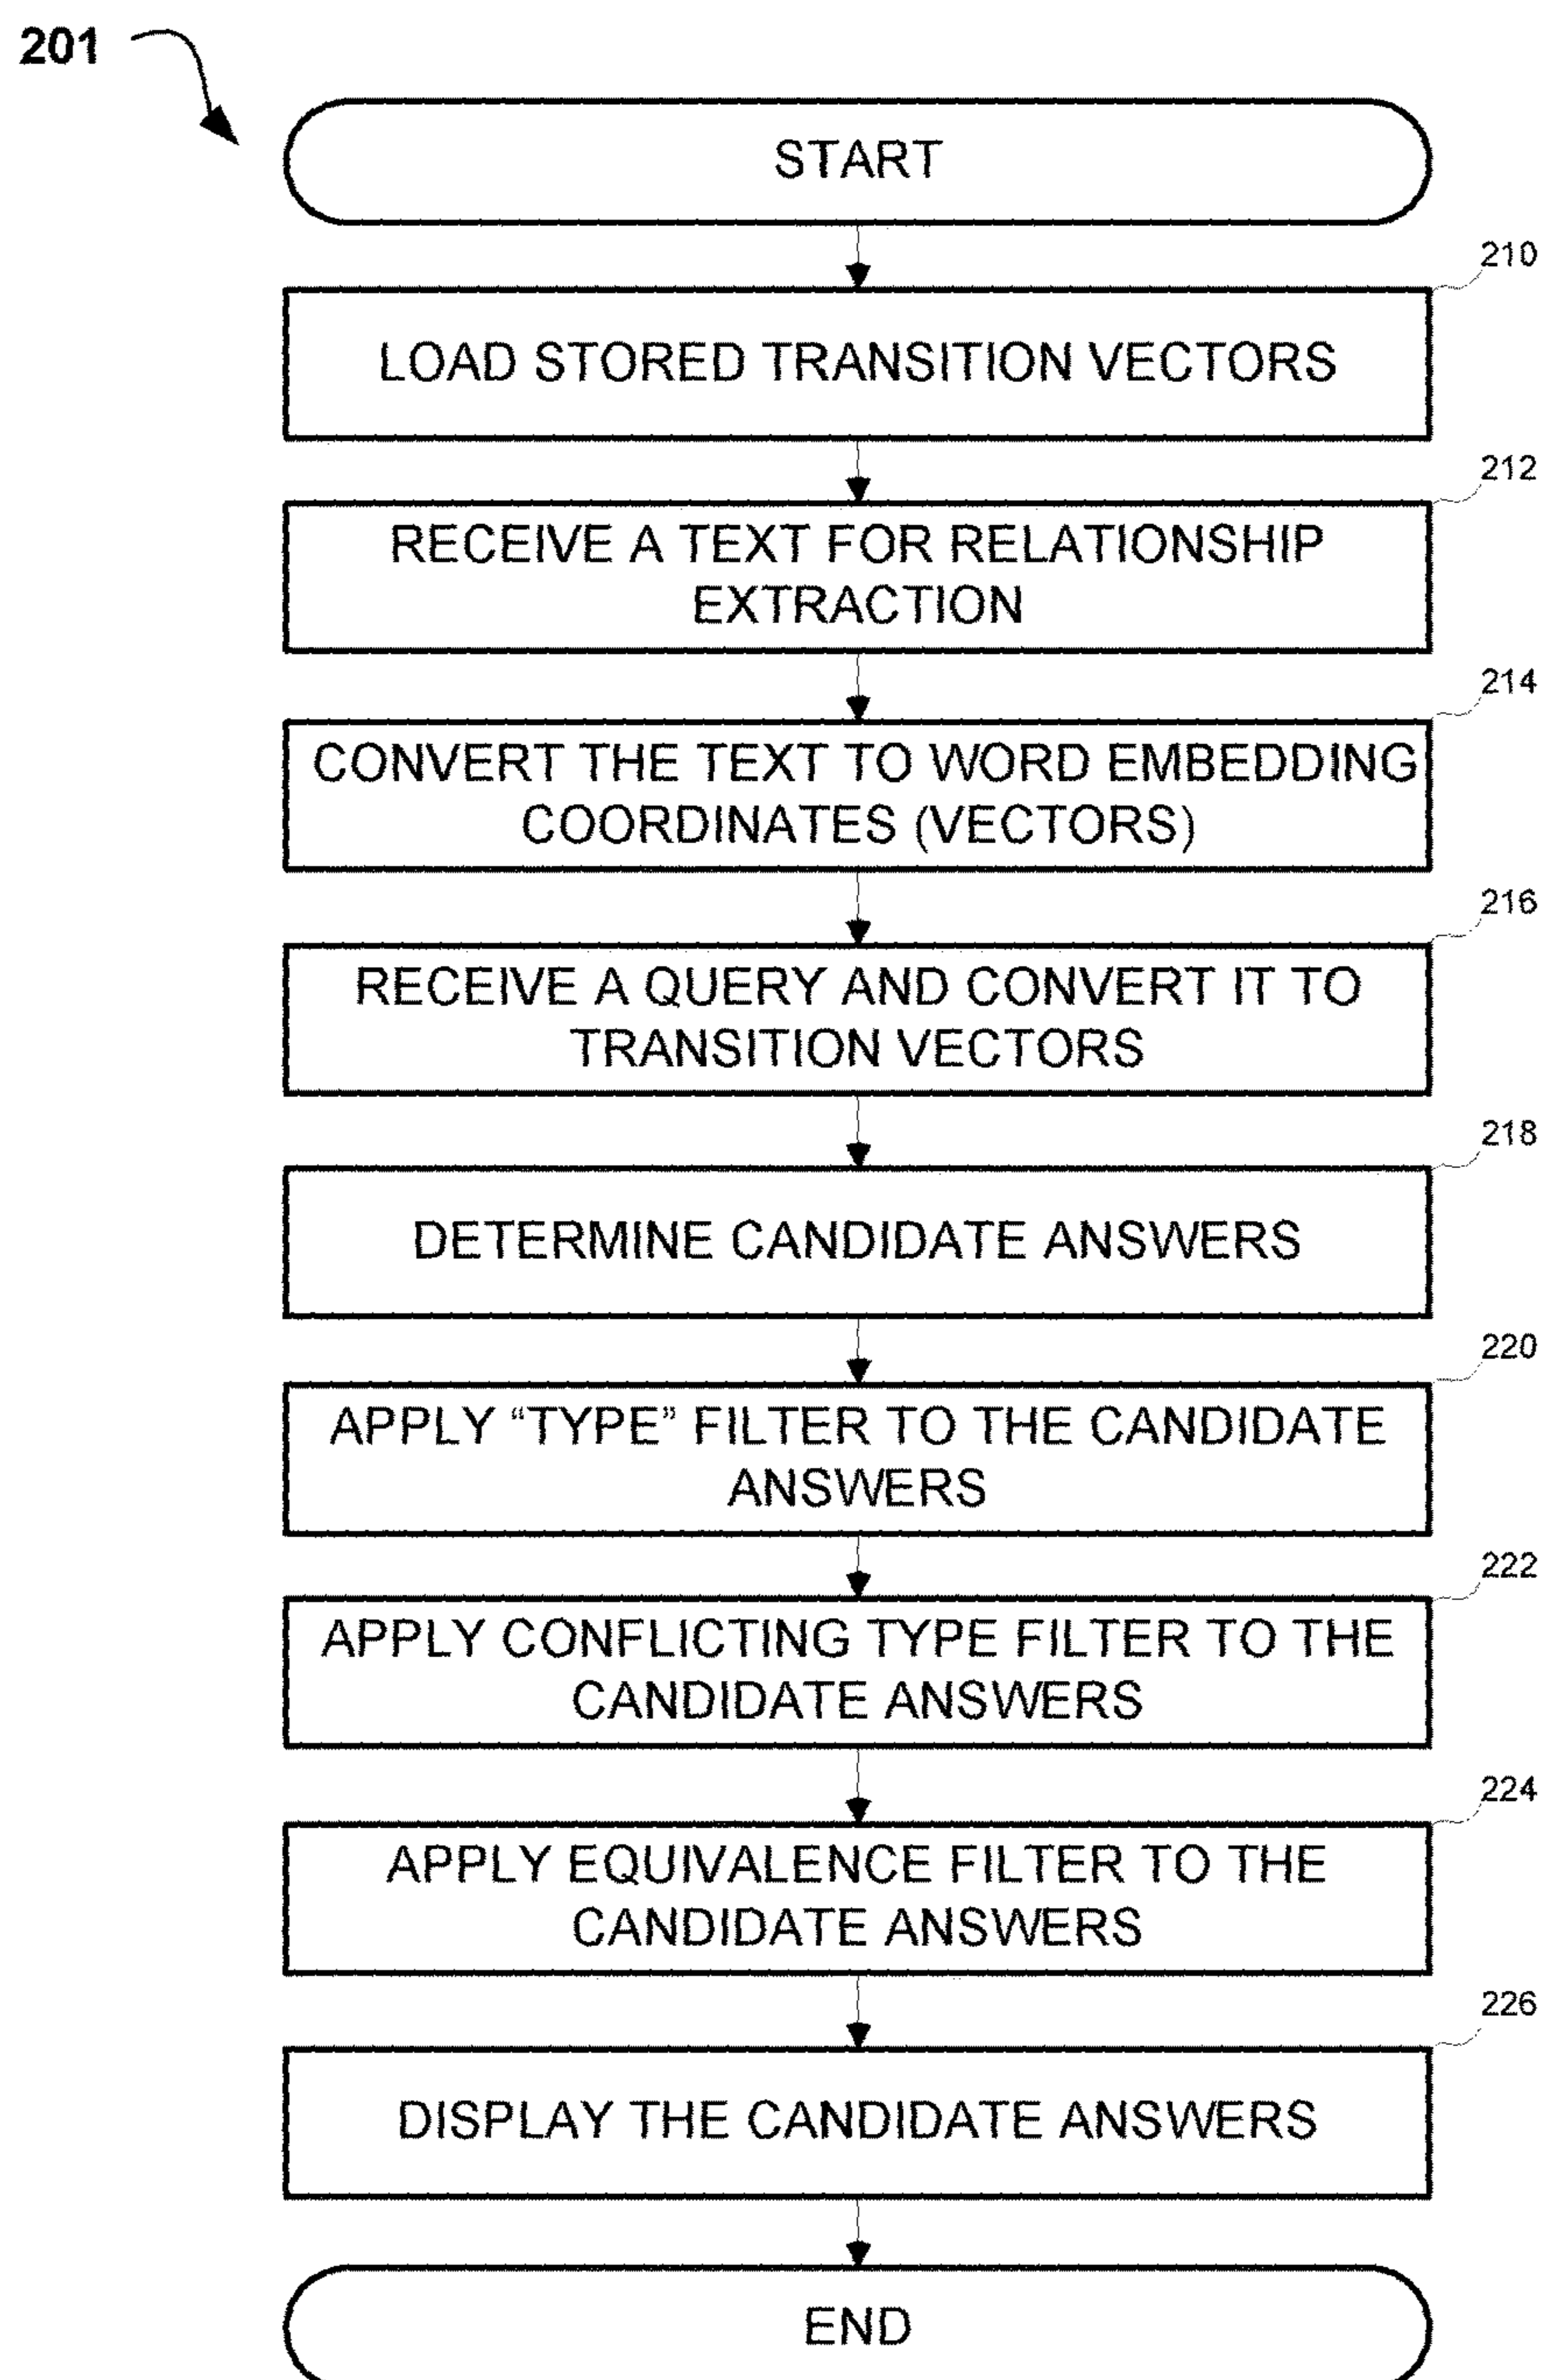 201
START
210
LOAD STORED TRANSITION VECTORS
212
RECEIVE A TEXT FOR RELATIONSHIP
EXTRACTION
214
CONVERT THE TEXT TO WORD EMBEDDING
COORDINATES (VECTORS)
216
RECEIVE A QUERY AND CONVERT IT TO
TRANSITION VECTORS
218
DETERMINE CANDIDATE ANSWERS
220
APPLY “TYPE” FILTER TO THE CANDIDATE
ANSWERS
222
APPLY CONFLICTING TYPE FILTER TO THE
CANDIDATE ANSWERS
224
APPLY EQUIVALENCE FILTER TO THE
CANDIDATE ANSWERS
226
DISPLAY THE CANDIDATE ANSWERS
END